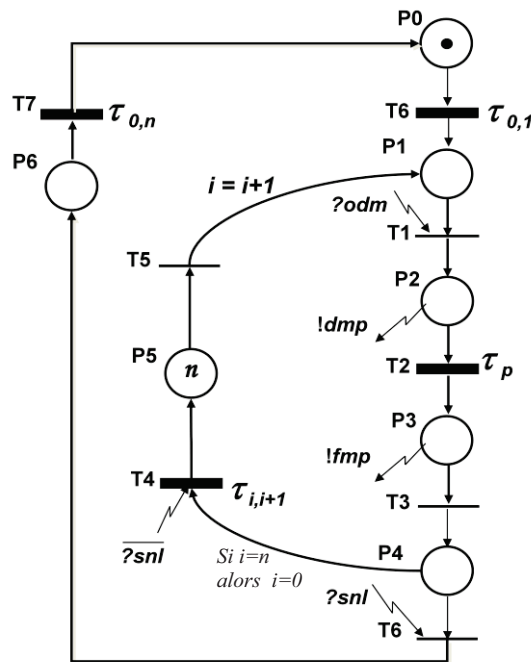 P0
T7
τ0,n
T6
τ0,1
P6
P1
i = i+1
?odm
T1
T5
P2
!dmp
P5
n
T2
τp
P3
!fmp
T4
τi,i+1
T3
?snl
Si i=n
alors i=0
P4
?snl
T6